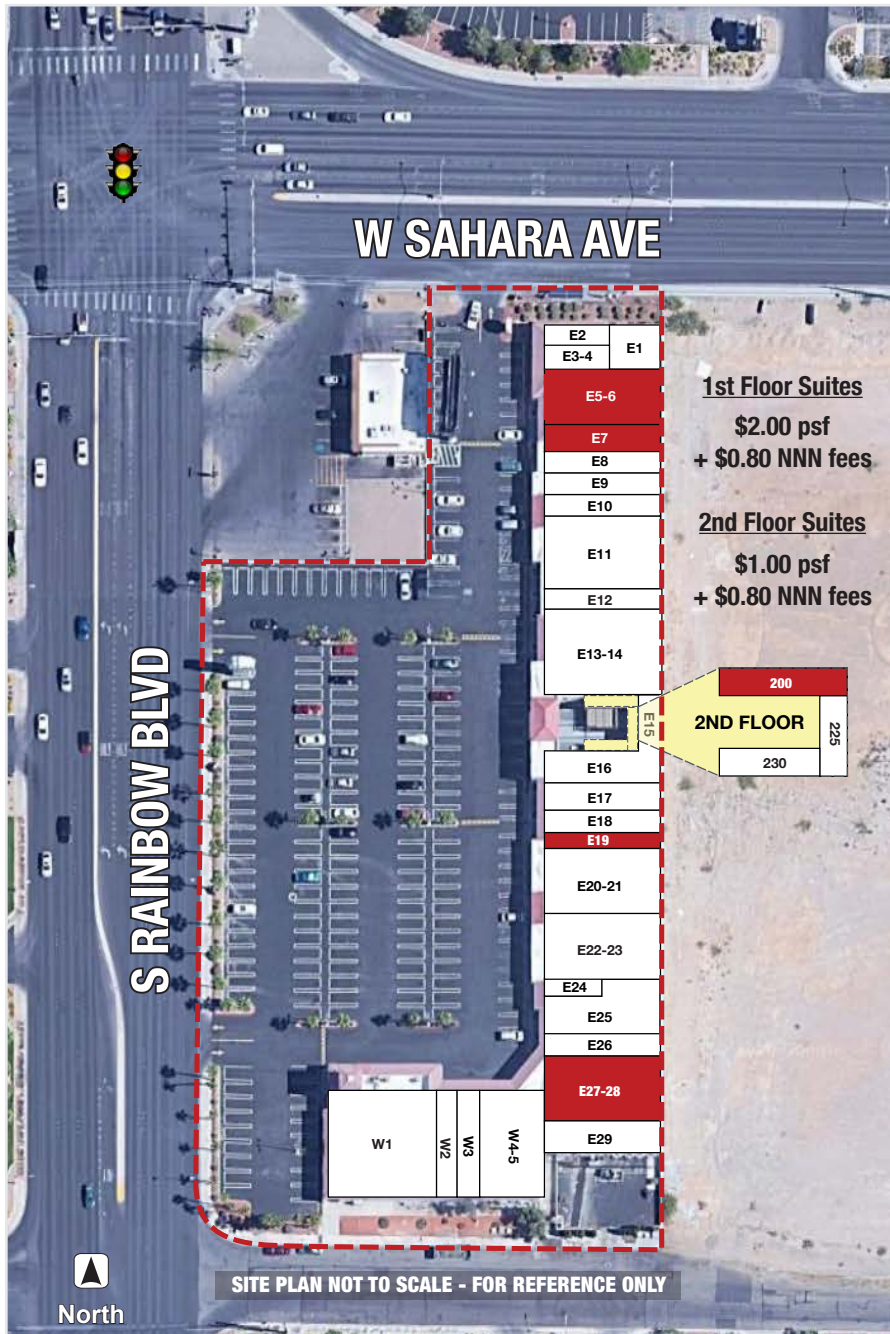 W SAHARA AVE
S RAINBOW BLVD
E2
E3-4
E1
E5-6
E7
E8
E9
E10
E11
E12
E13-14
E15
E16
E17
E18
E19
E20-21
E22-23
E24
E25
E26
E27-28
E29
W1
W2
W3
W4-5
1st Floor Suites
$2.00 psf
+ $0.80 NNN fees
2nd Floor Suites
$1.00 psf
+ $0.80 NNN fees
200
2ND FLOOR
225
230
North
SITE PLAN NOT TO SCALE - FOR REFERENCE ONLY